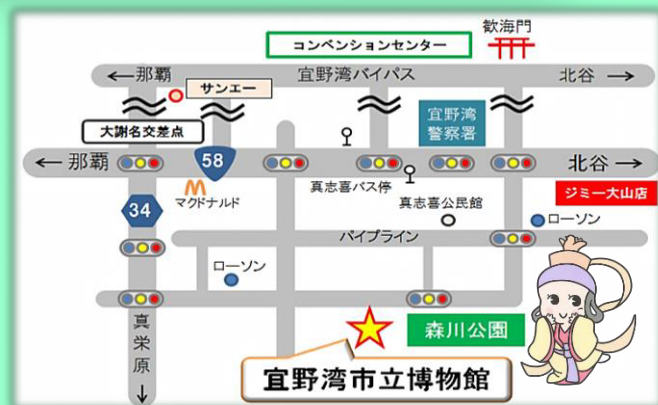 コンベンションセンター
歓海門
←那覇
宜野湾バイパス
北谷→
サンエー
大謝名交差点
宜野湾
警察署
←那覇
58
北谷→
マクドナルド
真志喜バス停
真志喜公民館
ジミー大山店
34
ローソン
パイプライン
ローソン
真栄原
↓
森川公園
宜野湾市立博物館